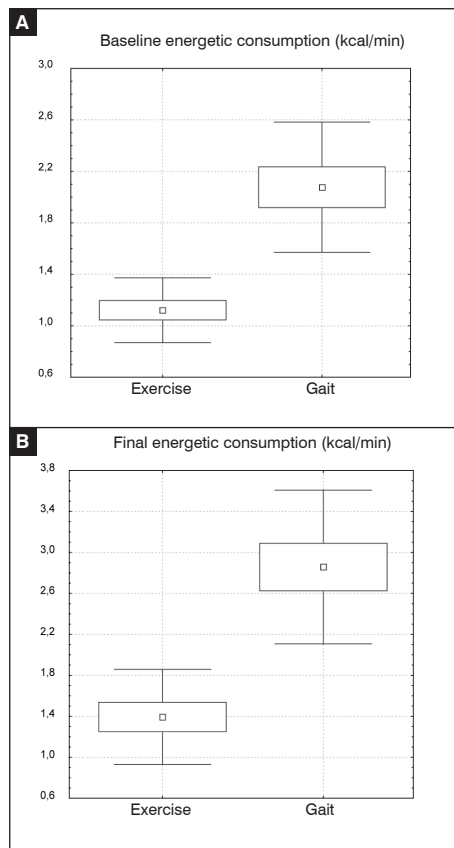 A
Baseline energetic consumption (kcal/min)
3,0
2,6
2,2
1,8
1,4
1,0
0,6
Exercise Gait
B
Final energetic consumption (kcal/min)
3,8
3,4
3,0
2,6
2,2
1,8
1,4
1,0
0,6
Exercise Gait